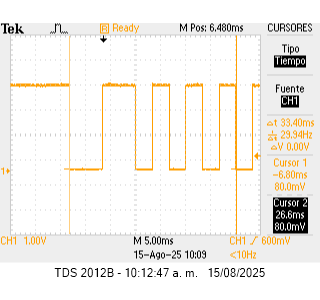 Tek R Ready M Pos: 6.480ms CURSORES
Tipo
Tiempo
Fuente
CH1
Δt 33.40ms
29.94Hz
ΔV 0.00V
Cursor 1
-6.80ms
80.0mV
Cursor 2
26.6ms
80.0mV
1
CH1 1.00V M 5.00ms CH1 / 600mV
15-Ago-25 10:09 <10Hz
TDS 2012B - 10:12:47 a. m. 15/08/2025